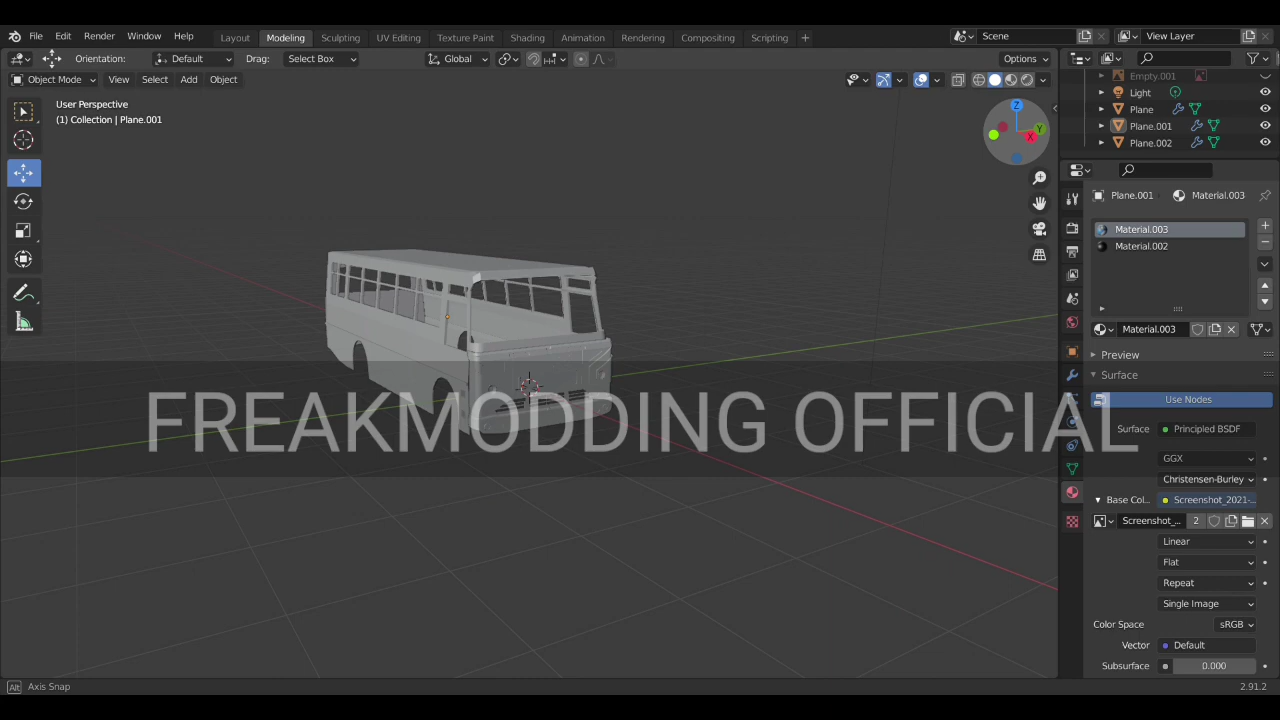 File Edit Render Window Help Layout Modeling Sculpting UV Editing Texture Paint Shading Animation Rendering Compositing Scripting + Scene View Layer
Orientation: Default Drag: Select Box Global Options
Object Mode View Select Add Object
User Perspective
(1) Collection | Plane.001
Z
Y
X
Empty.001
Light
Plane
Plane.001
Plane.002
Plane.001 Material.003
Material.003
Material.002
Material.003
Preview
Surface
Use Nodes
Surface Principled BSDF
GGX
Christensen-Burley
Base Col... Screenshot_2021-...
Screenshot_... 2
Linear
Flat
Repeat
Single Image
Color Space sRGB
Vector Default
Subsurface 0.000
FREAKMODDING OFFICIAL
Alt Axis Snap 2.91.2